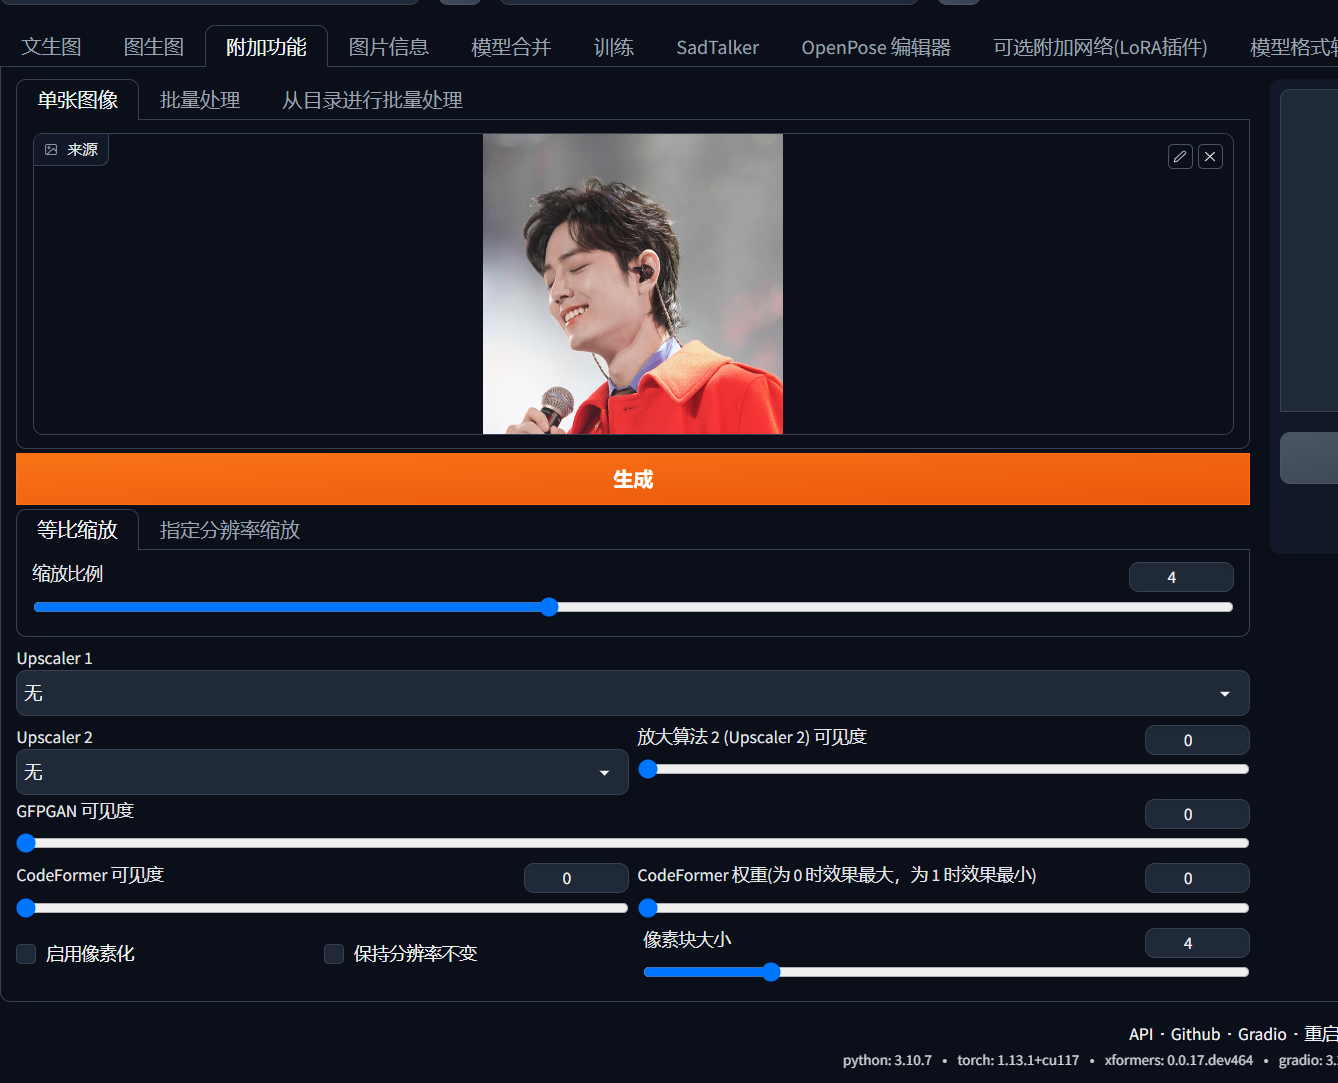 文生图 图生图 附加功能 图片信息 模型合并 训练 SadTalker OpenPose 编辑器 可选附加网络(LoRA插件) 模型格式
单张图像 批量处理 从目录进行批量处理
来源
生成
等比缩放 指定分辨率缩放
缩放比例 4
Upscaler 1
无
Upscaler 2 放大算法 2 (Upscaler 2) 可见度 0
无
GFPGAN 可见度 0
CodeFormer 可见度 0 CodeFormer 权重(为 0 时效果最大，为 1 时效果最小) 0
启用像素化 保持分辨率不变 像素块大小 4
API · Github · Gradio · 重启
python: 3.10.7 • torch: 1.13.1+cu117 • xformers: 0.0.17.dev464 • gradio: 3.